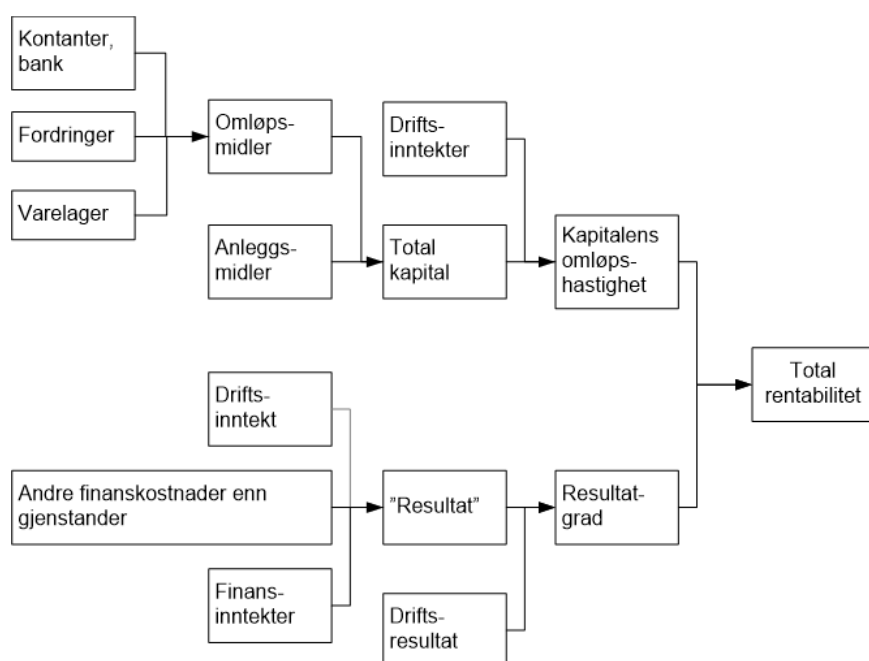 Kontanter,
bank
Fordringer
Varelager
Omløps-
midler
Anleggs-
midler
Drifts-
inntekter
Total
kapital
Kapitalens
omløps-
hastighet
Total
rentabilitet
Drifts-
inntekt
Andre finanskostnader enn
gjenstander
Finans-
inntekter
”Resultat”
Drifts-
resultat
Resultat-
grad